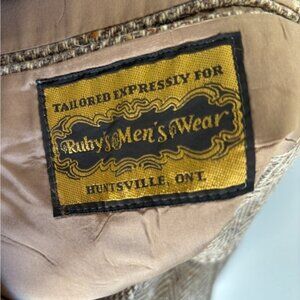 TAILORED EXPRESSLY FOR
Ruby's Men's Wear
HUNTSVILLE, ONT.